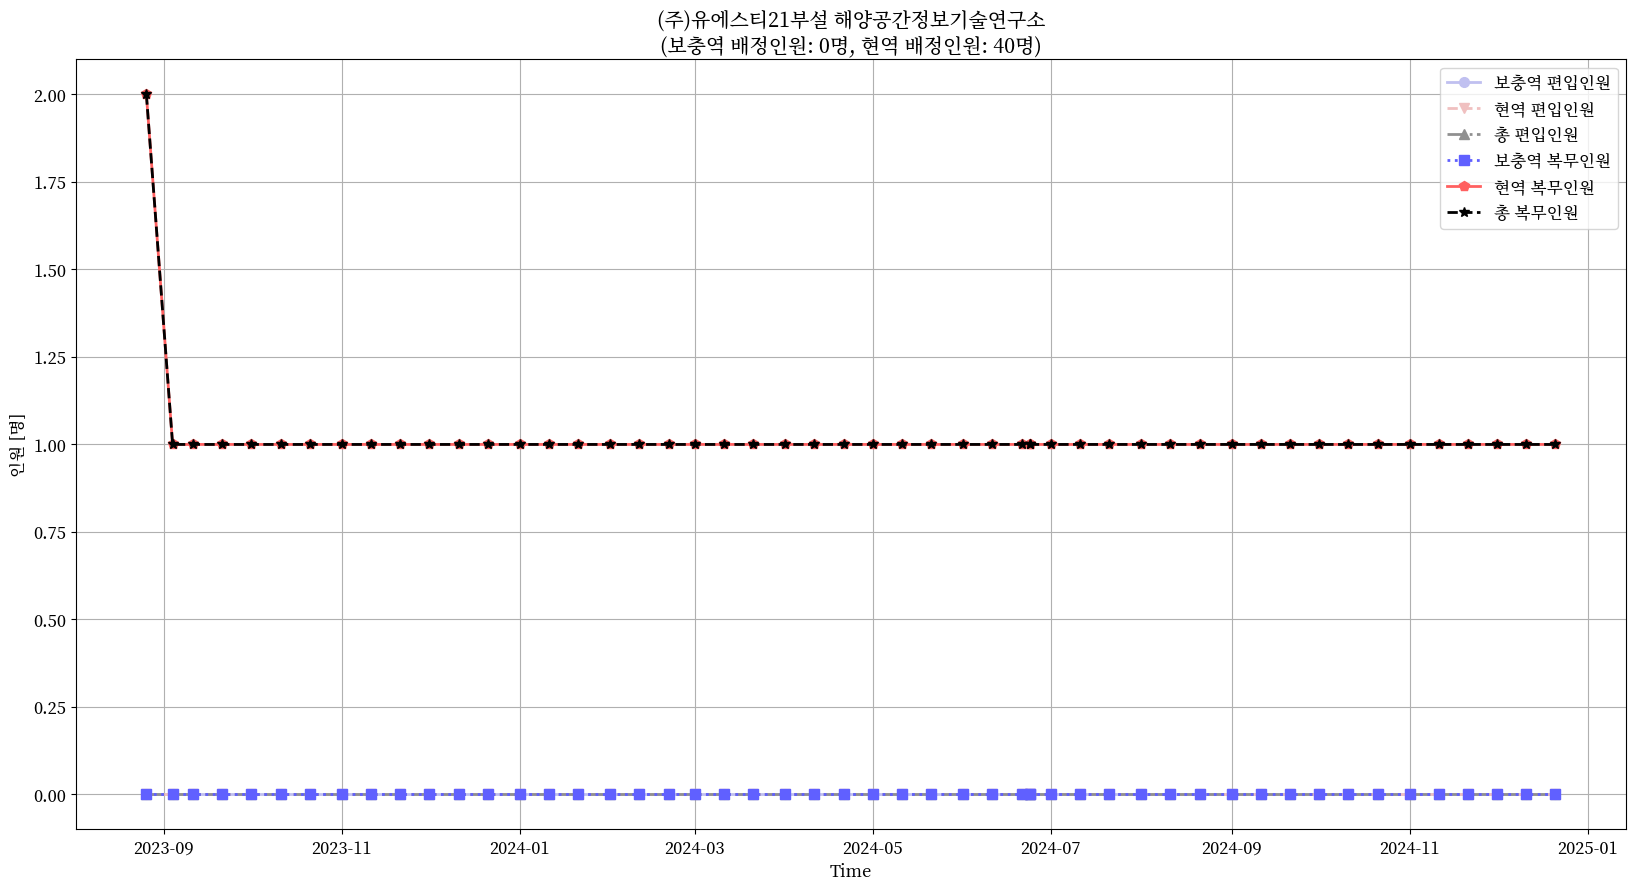 (주)유에스티21부설 해양공간정보기술연구소
(보충역 배정인원: 0명, 현역 배정인원: 40명)
보충역 편입인원
현역 편입인원
총 편입인원
보충역 복무인원
현역 복무인원
총 복무인원
인원 [명]
2.00
1.75
1.50
1.25
1.00
0.75
0.50
0.25
0.00
2023-09
2023-11
2024-01
2024-03
2024-05
2024-07
2024-09
2024-11
2025-01
Time